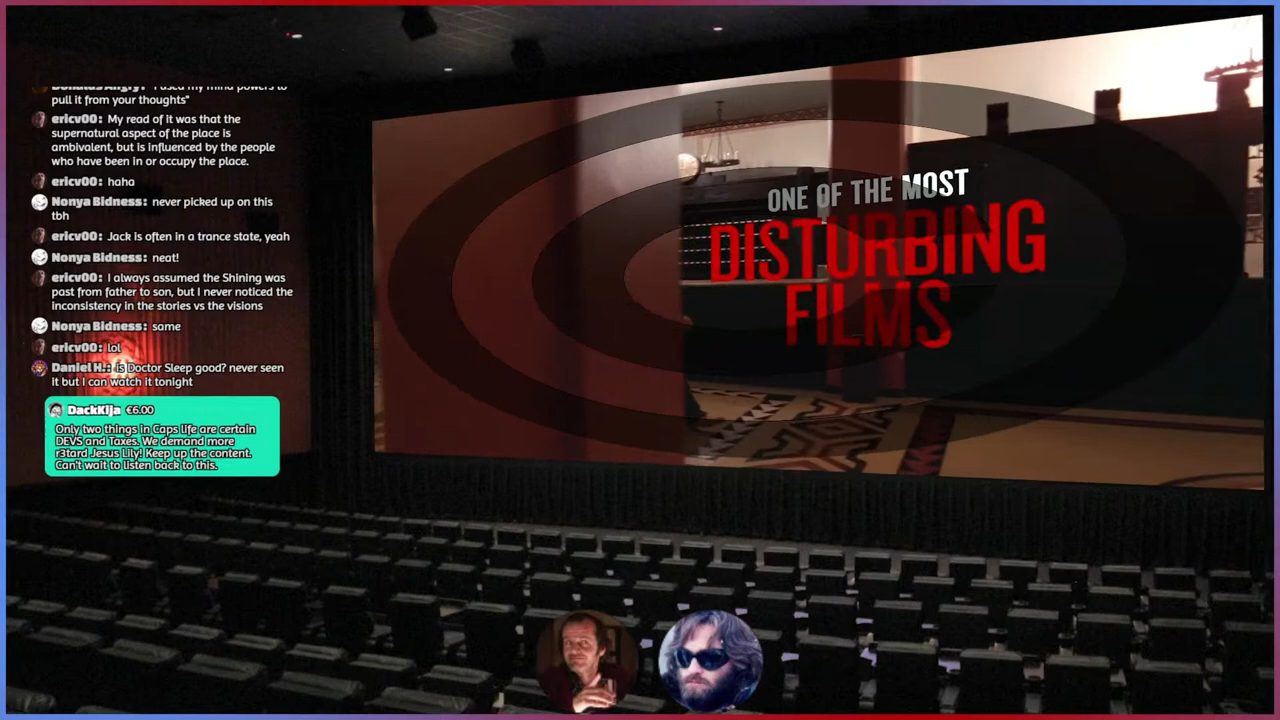 Donalds Angry: "I used my mind powers to
pull it from your thoughts"
ericv00: My read of it was that the
supernatural aspect of the place is
ambivalent, but is influenced by the people
who have been in or occupy the place.
ericv00: haha
Nonya Bidness: never picked up on this
tbh
ericv00: Jack is often in a trance state, yeah
Nonya Bidness: neat!
ericv00: I always assumed the Shining was
past from father to son, but I never noticed the
inconsistency in the stories vs the visions
Nonya Bidness: same
ericv00: lol
Daniel H.: is Doctor Sleep good? never seen
it but I can watch it tonight
DackKija €6.00
Only two things in Caps life are certain
DEVS and Taxes. We demand more
r3tard Jesus Lily! Keep up the content.
Can't wait to listen back to this.
ONE OF THE MOST
DISTURBING
FILMS